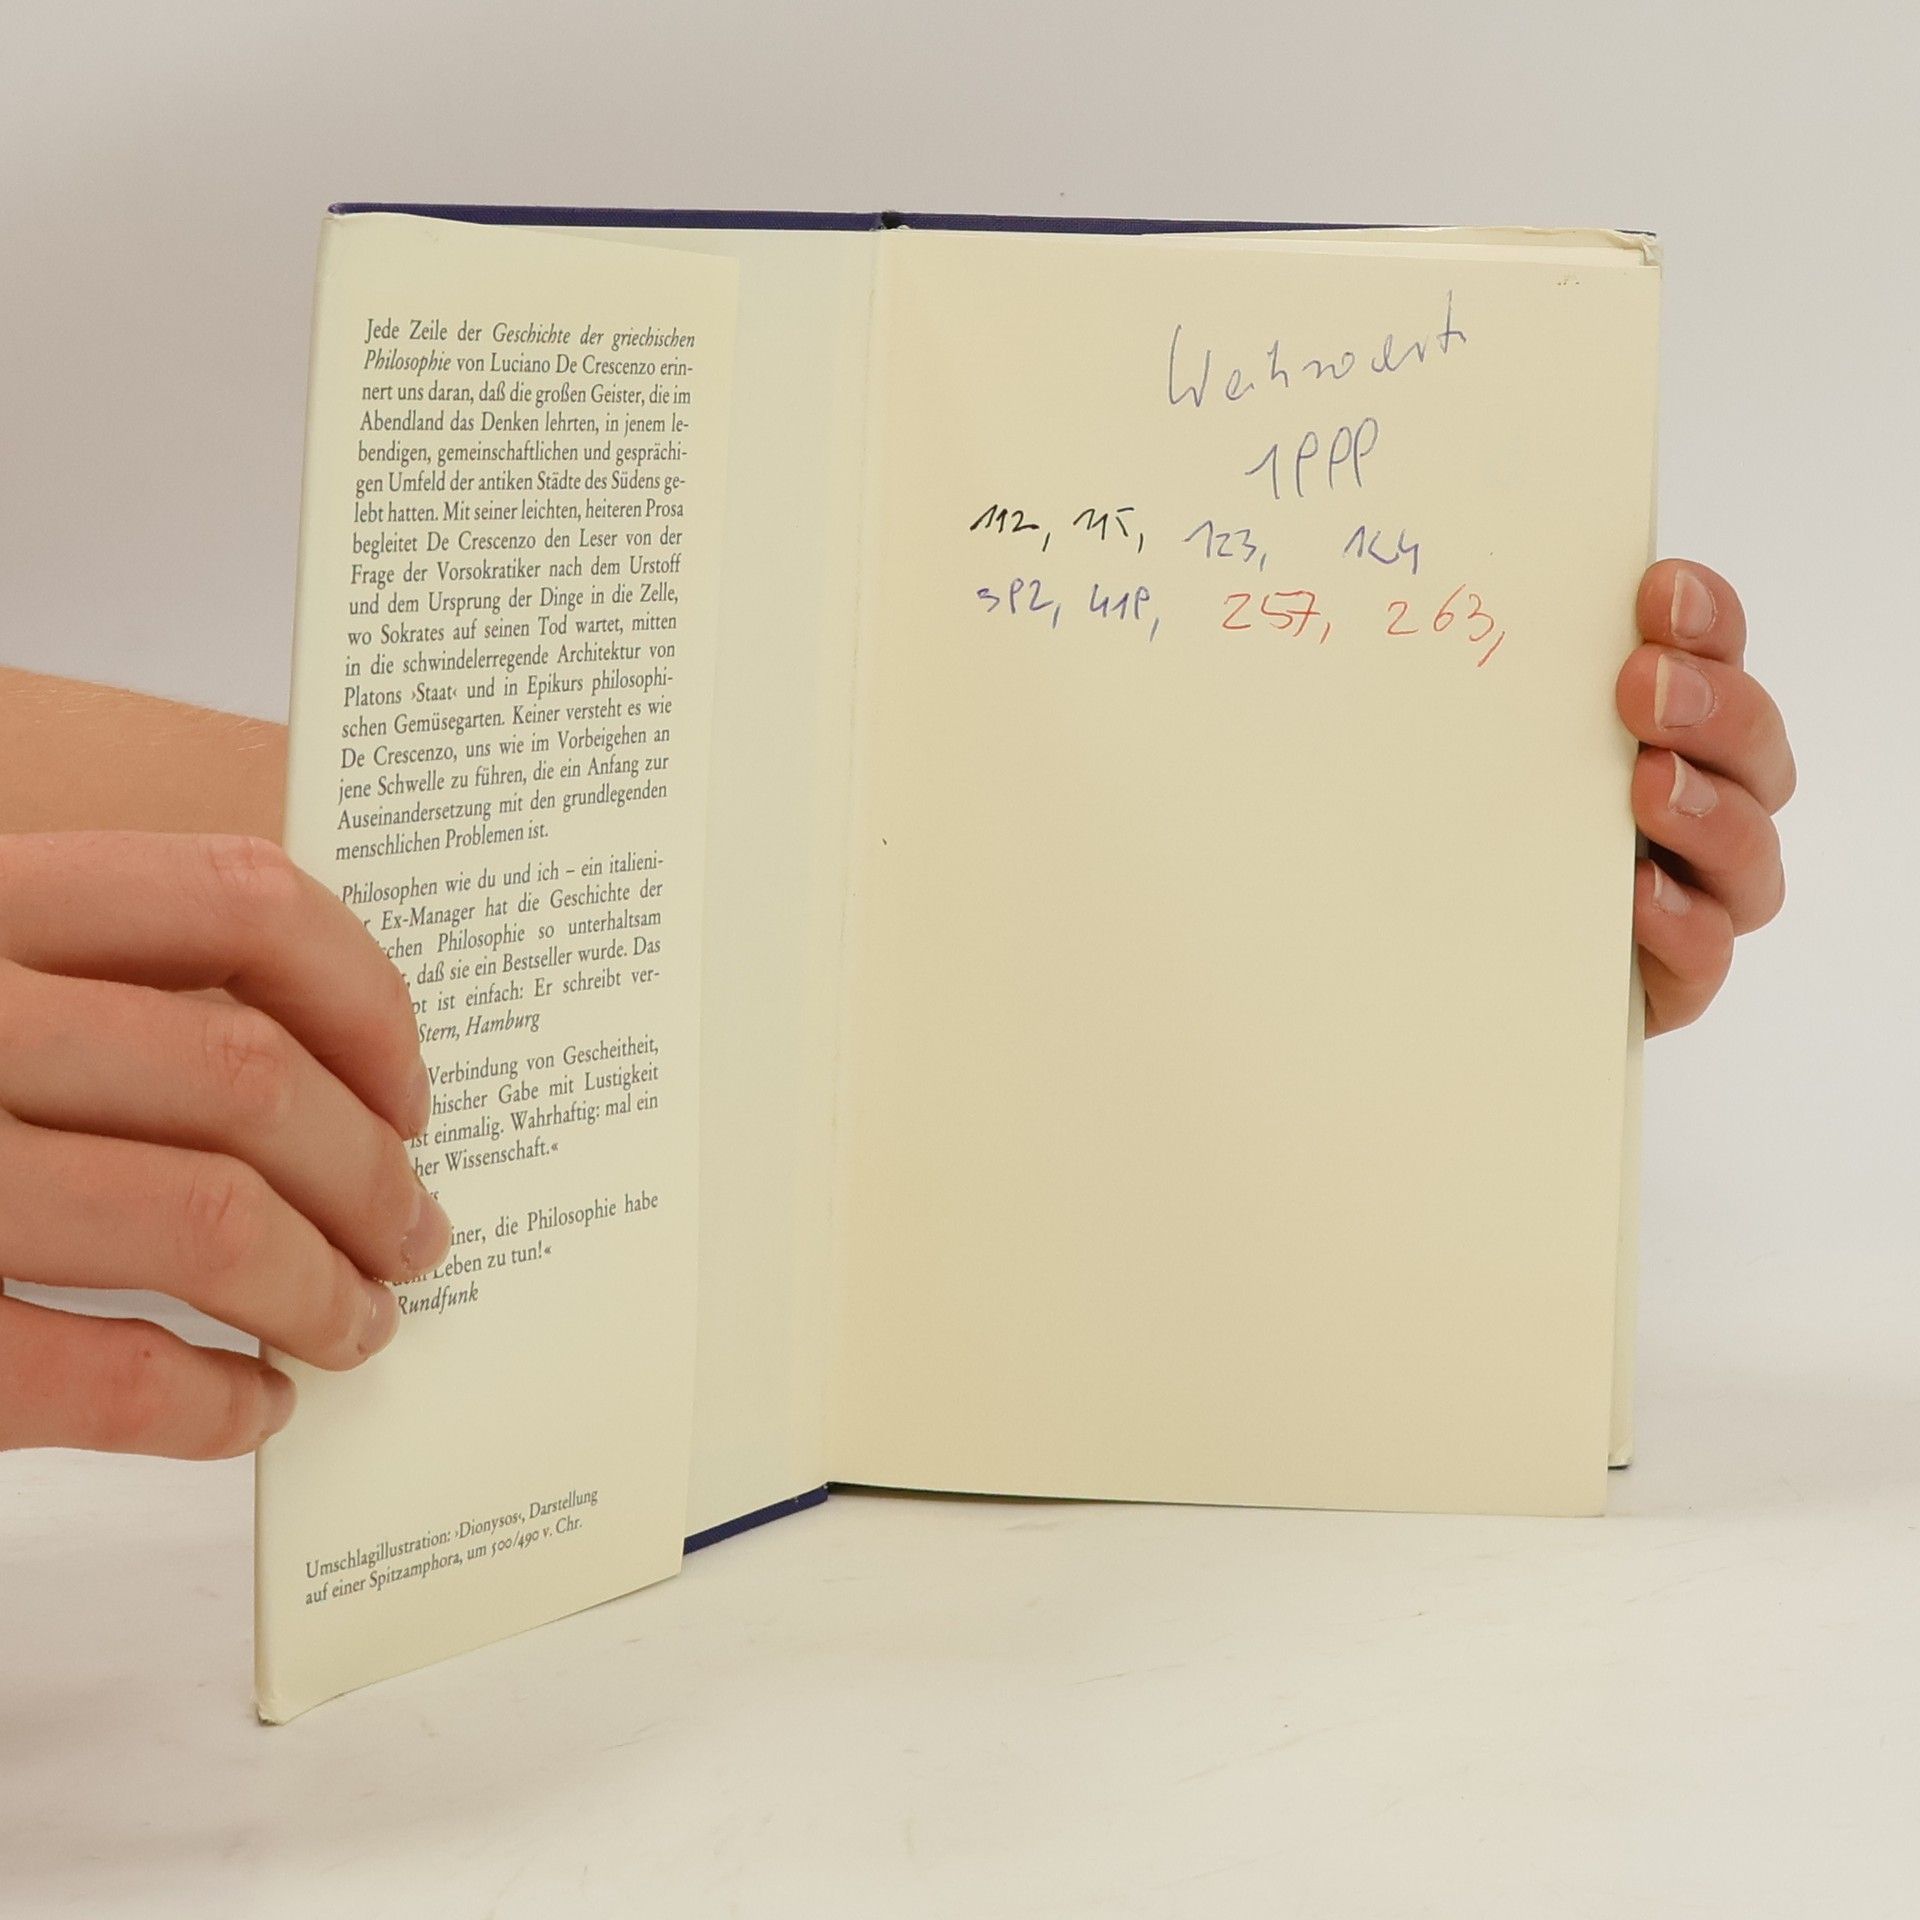 Jede Zeile der Geschichte der griechischen
Philosophie von Luciano De Crescenzo erin-
nert uns daran, daß die großen Geister, die im
Abendland das Denken lehrten, in jenem le-
bendigen, gemeinschaftlichen und gesprächi-
gen Umfeld der antiken Städte des Südens ge-
lebt hatten. Mit seiner leichten, heiteren Prosa
begleitet De Crescenzo den Leser von der
Frage der Vorsokratiker nach dem Urstoff
und dem Ursprung der Dinge in die Zelle,
wo Sokrates auf seinen Tod wartet, mitten
in die schwindelerregende Architektur von
Platons ›Staat‹ und in Epikurs philosophi-
schen Gemüsegarten. Keiner versteht es wie
De Crescenzo, uns wie im Vorbeigehen an
jene Schwelle zu führen, die ein Anfang zur
Auseinandersetzung mit den grundlegenden
menschlichen Problemen ist.
Philosophen wie du und ich – ein italieni-
Ex-Manager hat die Geschichte der
schen Philosophie so unterhaltsam
, daß sie ein Bestseller wurde. Das
pt ist einfach: Er schreibt ver-
Stern, Hamburg
Verbindung von Gescheitheit,
hischer Gabe mit Lustigkeit
ist einmalig. Wahrhaftig: mal ein
her Wissenschaft.«
iner, die Philosophie habe
dem Leben zu tun!«
Rundfunk
Umschlagillustration: ›Dionysos‹, Darstellung
auf einer Spitzamphora, um 500/490 v. Chr.
Weihnacht
1999
112, 115, 123, 164
392, 419, 257, 263,